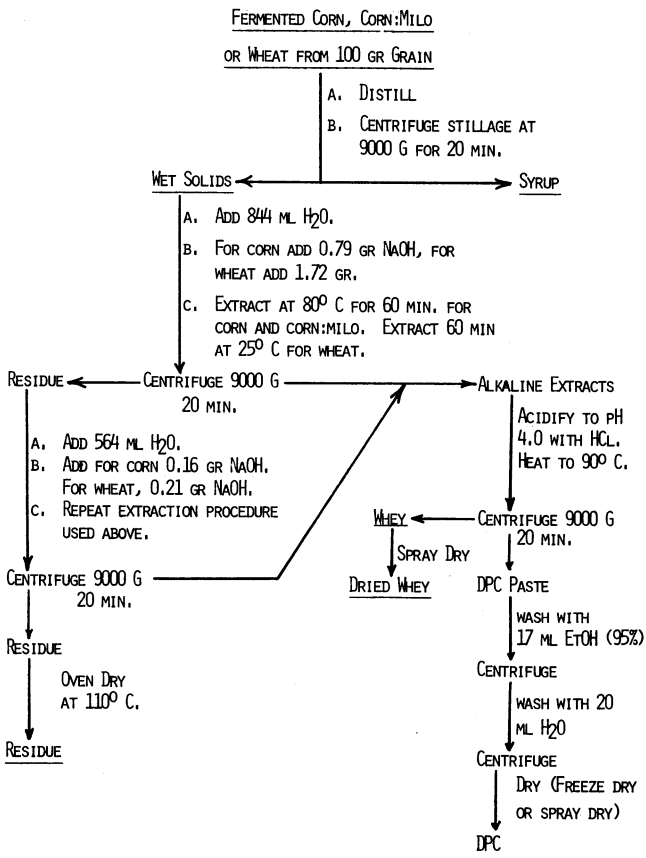 FERMENTED CORN, CORN:MILO
OR WHEAT FROM 100 GR GRAIN
A. DISTILL
B. CENTRIFUGE STILLAGE AT
9000 G FOR 20 MIN.
WET SOLIDS
SYRUP
A. ADD 844 ML H2O.
B. FOR CORN ADD 0.79 GR NAOH, FOR
WHEAT ADD 1.72 GR.
C. EXTRACT AT 80º C FOR 60 MIN. FOR
CORN AND CORN:MILO. EXTRACT 60 MIN
AT 25º C FOR WHEAT.
RESIDUE
CENTRIFUGE 9000 G
20 MIN.
ALKALINE EXTRACTS
A. ADD 564 ML H2O.
B. ADD FOR CORN 0.16 GR NAOH.
FOR WHEAT, 0.21 GR NAOH.
C. REPEAT EXTRACTION PROCEDURE
USED ABOVE.
ACIDIFY TO PH
4.0 WITH HCL.
HEAT TO 90º C.
WHEY
CENTRIFUGE 9000 G
20 MIN.
SPRAY DRY
DRIED WHEY
CENTRIFUGE 9000 G
20 MIN.
DPC PASTE
WASH WITH
17 ML ETOH (95%)
RESIDUE
CENTRIFUGE
OVEN DRY
AT 110º C.
WASH WITH 20
ML H2O
RESIDUE
CENTRIFUGE
DRY (FREEZE DRY
OR SPRAY DRY)
DPC